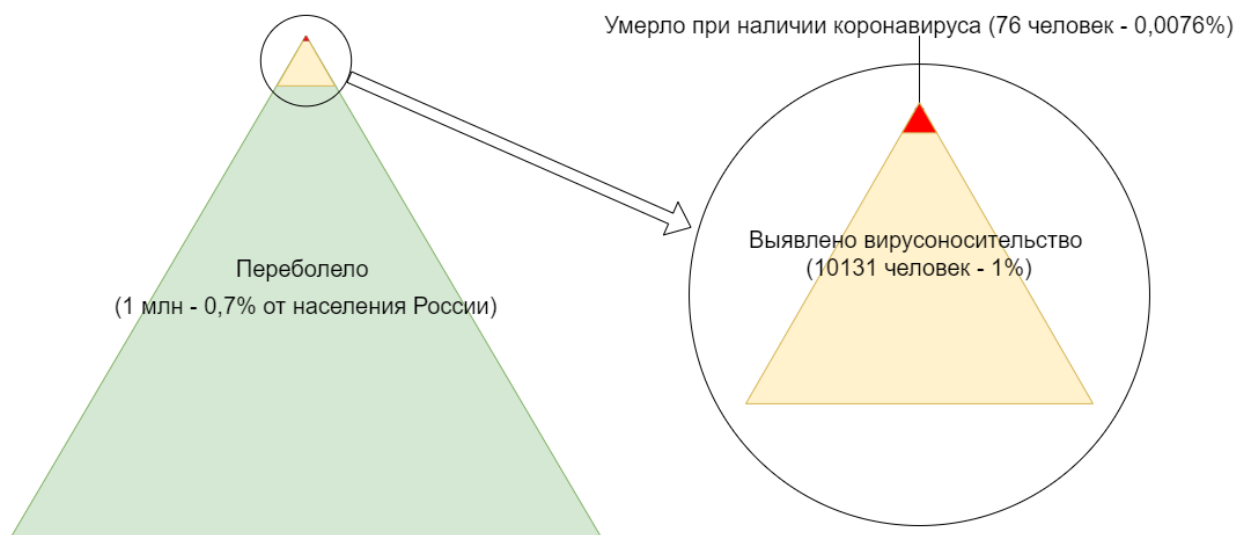 Умерло при наличии коронавируса (76 человек - 0,0076%)
Переболело
(1 млн - 0,7% от населения России)
Выявлено вирусоносительство
(10131 человек - 1%)